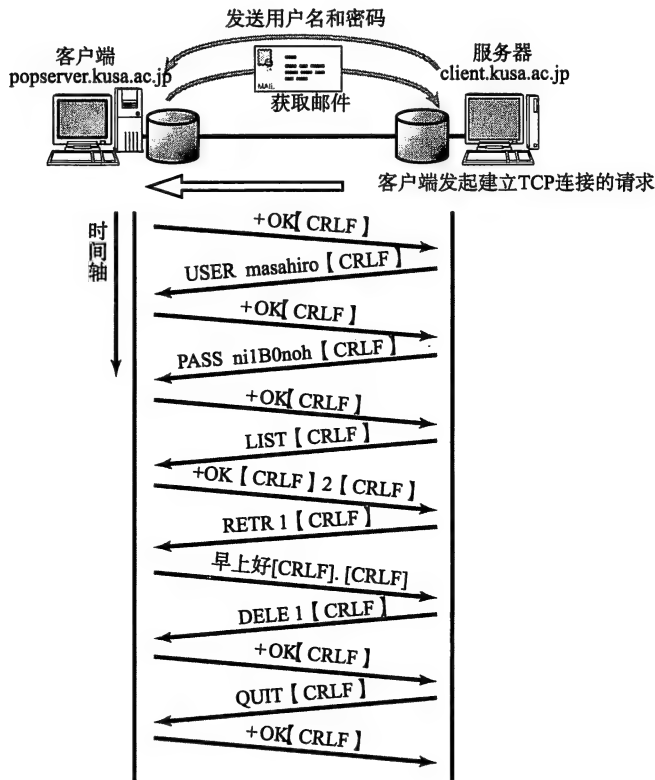 发送用户名和密码
客户端
popserver.kusa.ac.jp
服务器
client.kusa.ac.jp
MAIL
获取邮件
客户端发起建立TCP连接的请求
时间轴
+OK【CRLF】
USER masahiro【CRLF】
+OK【CRLF】
PASS ni1B0noh【CRLF】
+OK【CRLF】
LIST【CRLF】
+OK【CRLF】2【CRLF】
RETR 1【CRLF】
早上好[CRLF]. [CRLF]
DELE 1【CRLF】
+OK【CRLF】
QUIT【CRLF】
+OK【CRLF】